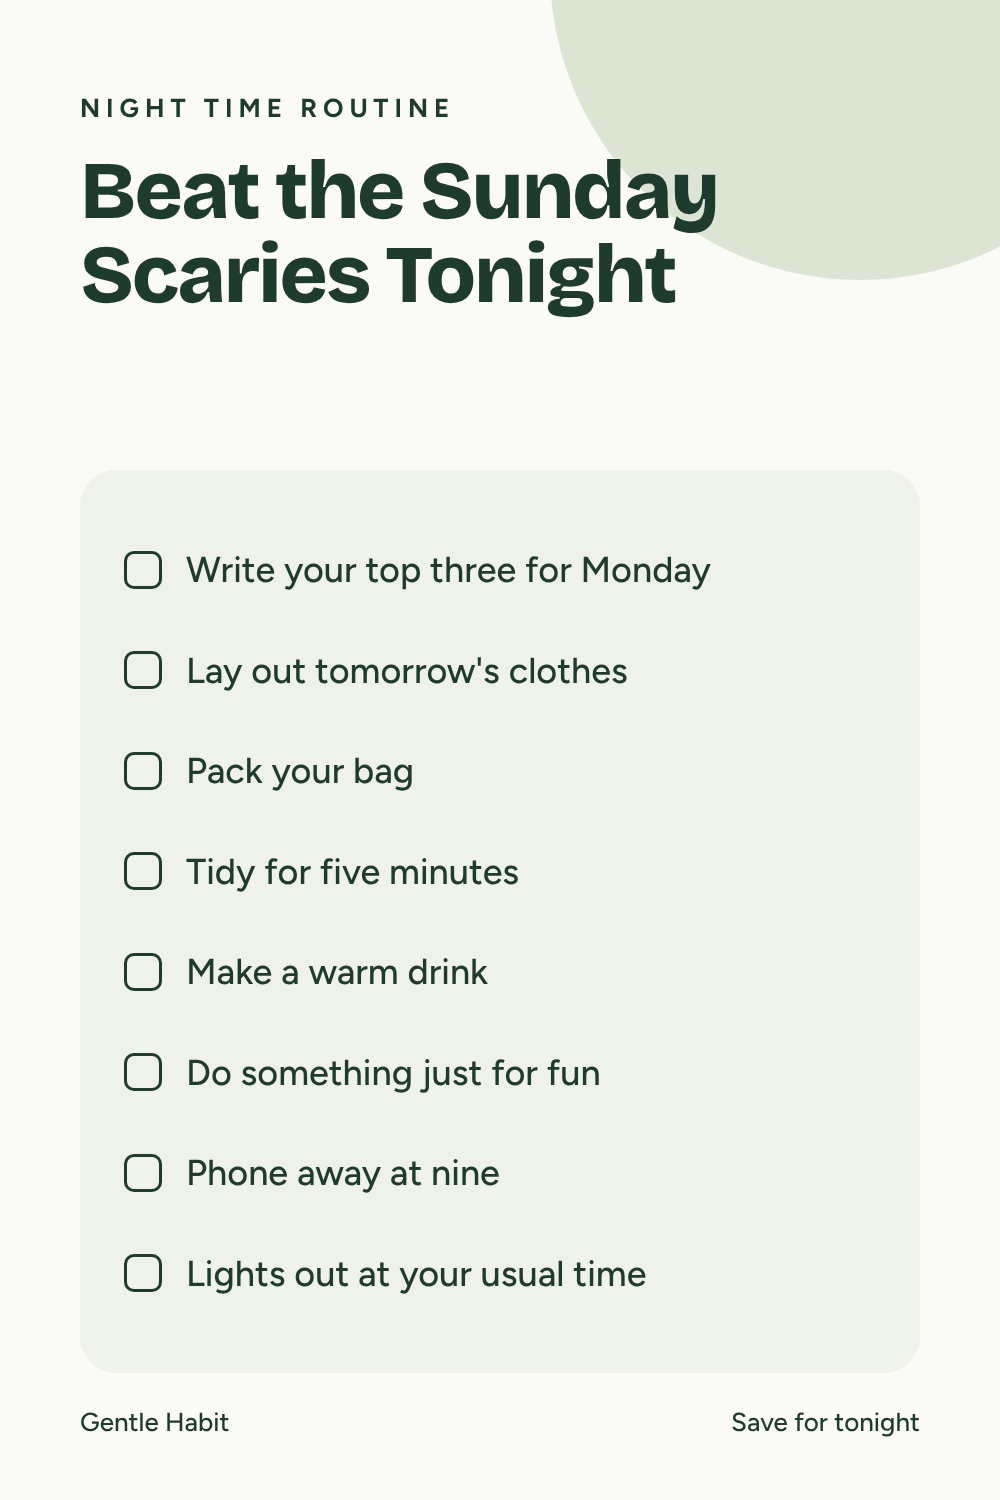 NIGHT TIME ROUTINE
Beat the Sunday
Scaries Tonight
Write your top three for Monday
Lay out tomorrow's clothes
Pack your bag
Tidy for five minutes
Make a warm drink
Do something just for fun
Phone away at nine
Lights out at your usual time
Gentle Habit
Save for tonight